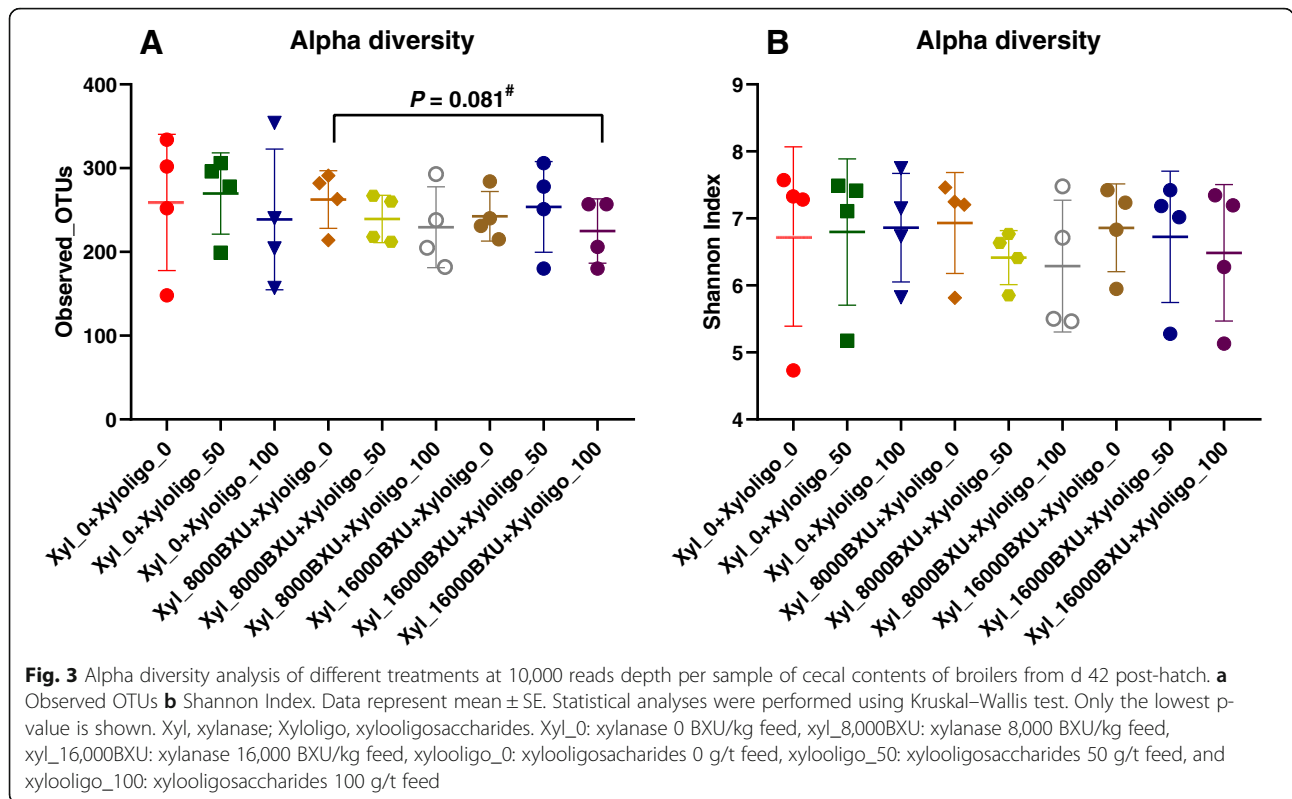 A
Alpha diversity
P = 0.081#
Observed_OTUs
400
300
200
100
0
Xyl_0+Xyloligo_0
Xyl_0+Xyloligo_50
Xyl_0+Xyloligo_100
Xyl_8000BXU+Xyloligo_0
Xyl_8000BXU+Xyloligo_50
Xyl_8000BXU+Xyloligo_100
Xyl_16000BXU+Xyloligo_0
Xyl_16000BXU+Xyloligo_50
Xyl_16000BXU+Xyloligo_100
B
Alpha diversity
Shannon Index
9
8
7
6
5
4
Xyl_0+Xyloligo_0
Xyl_0+Xyloligo_50
Xyl_0+Xyloligo_100
Xyl_8000BXU+Xyloligo_0
Xyl_8000BXU+Xyloligo_50
Xyl_8000BXU+Xyloligo_100
Xyl_16000BXU+Xyloligo_0
Xyl_16000BXU+Xyloligo_50
Xyl_16000BXU+Xyloligo_100
Fig. 3 Alpha diversity analysis of different treatments at 10,000 reads depth per sample of cecal contents of broilers from d 42 post-hatch. a
Observed OTUs b Shannon Index. Data represent mean ± SE. Statistical analyses were performed using Kruskal–Wallis test. Only the lowest p-
value is shown. Xyl, xylanase; Xyloligo, xylooligosaccharides. Xyl_0: xylanase 0 BXU/kg feed, xyl_8,000BXU: xylanase 8,000 BXU/kg feed,
xyl_16,000BXU: xylanase 16,000 BXU/kg feed, xylooligo_0: xylooligosacharides 0 g/t feed, xylooligo_50: xylooligosaccharides 50 g/t feed, and
xylooligo_100: xylooligosaccharides 100 g/t feed